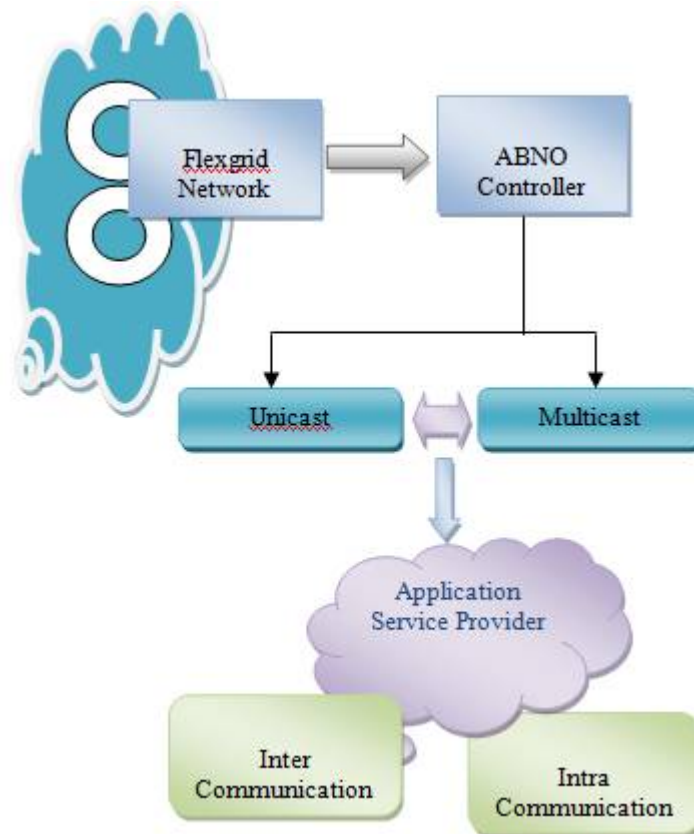 Flexgrid
Network
ABNO
Controller
Unicast
Multicast
Application
Service Provider
Inter
Communication
Intra
Communication